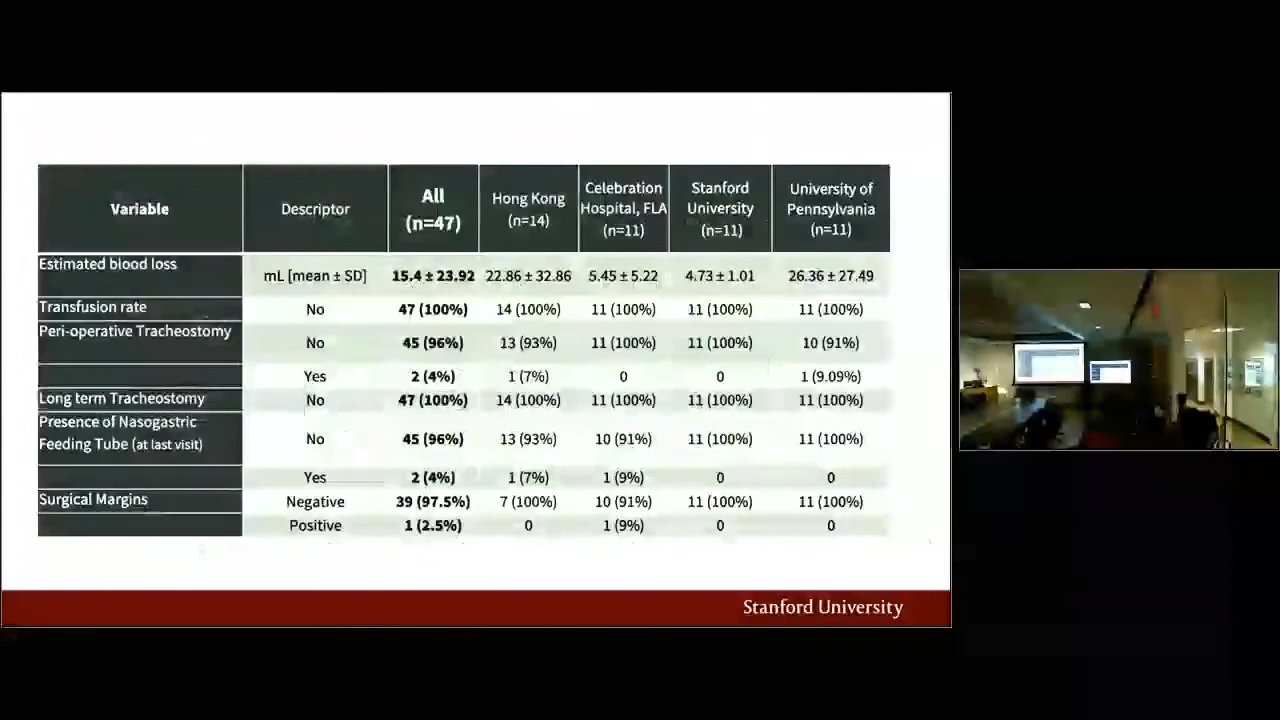 Variable Descriptor All (n=47) Hong Kong (n=14) Celebration Hospital, FLA (n=11) Stanford University (n=11) University of Pennsylvania (n=11)
Estimated blood loss mL [mean ± SD] 15.4 ± 23.92 22.86 ± 32.86 5.45 ± 5.22 4.73 ± 1.01 26.36 ± 27.49
Transfusion rate No 47 (100%) 14 (100%) 11 (100%) 11 (100%) 11 (100%)
Peri-operative Tracheostomy No 45 (96%) 13 (93%) 11 (100%) 11 (100%) 10 (91%)
Yes 2 (4%) 1 (7%) 0 0 1 (9.09%)
Long term Tracheostomy No 47 (100%) 14 (100%) 11 (100%) 11 (100%) 11 (100%)
Presence of Nasogastric Feeding Tube (at last visit) No 45 (96%) 13 (93%) 10 (91%) 11 (100%) 11 (100%)
Yes 2 (4%) 1 (7%) 1 (9%) 0 0
Surgical Margins Negative 39 (97.5%) 7 (100%) 10 (91%) 11 (100%) 11 (100%)
Positive 1 (2.5%) 0 1 (9%) 0 0
Stanford University